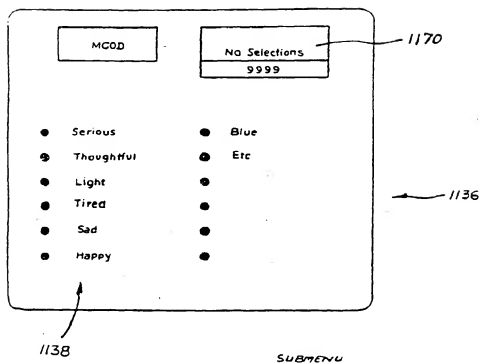 MOOD
No Selections
9999
1170
Serious
Thoughtful
Light
Tired
Sad
Happy
Blue
Etc
1136
1138
SUBMENU